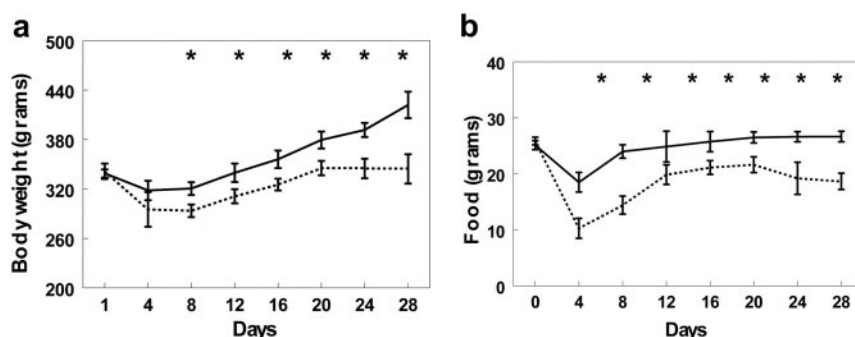 a
Body weight (grams)
500
440
380
320
260
200
* * * * * *
1 4 8 12 16 20 24 28
Days
b
Food (grams)
40
30
20
10
0
* * * * * * *
0 4 8 12 16 20 24 28
Days